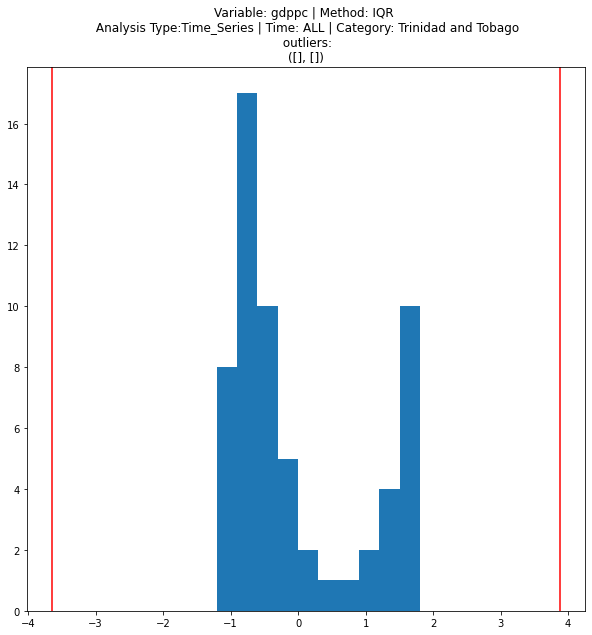 Variable: gdppc | Method: IQR
Analysis Type:Time_Series | Time: ALL | Category: Trinidad and Tobago
outliers:
([], [])
16
14
12
10
8
6
4
2
0
−4 −3 −2 −1 0 1 2 3 4